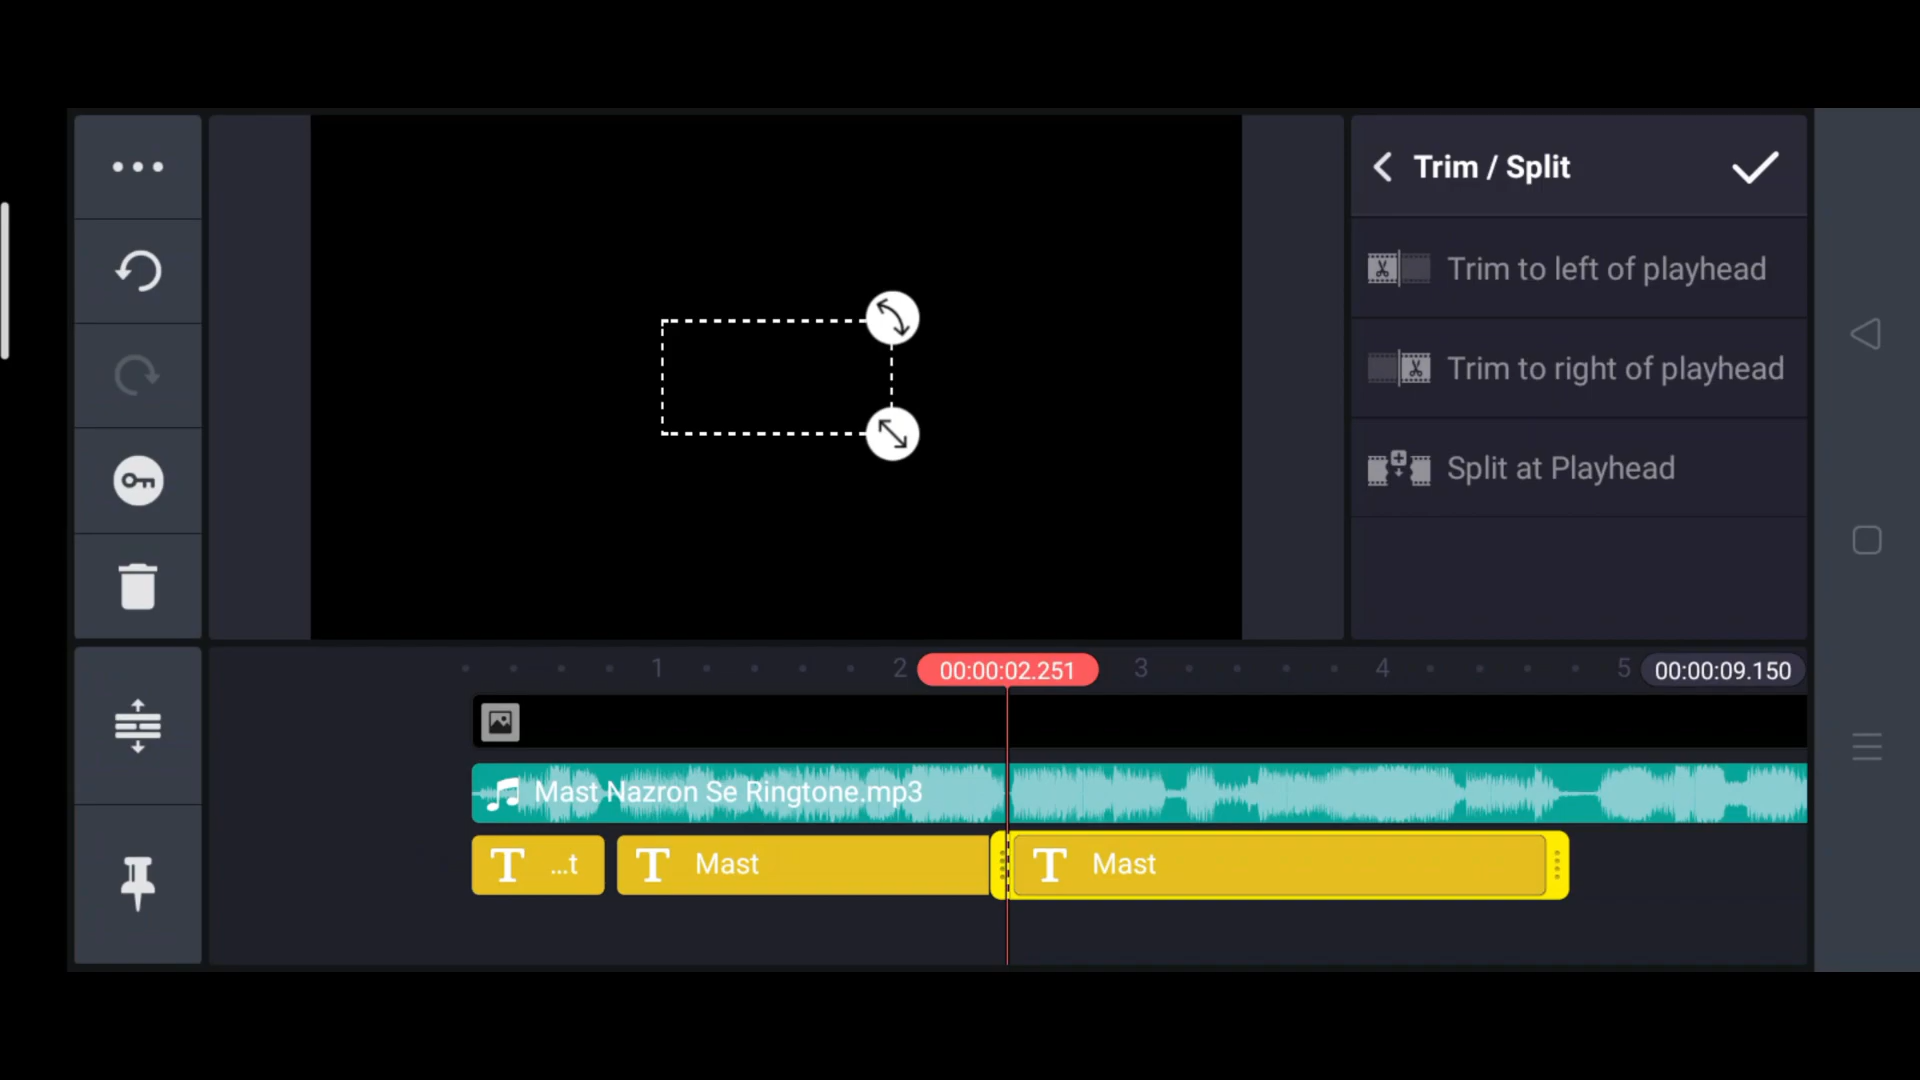 Trim / Split
Trim to left of playhead
Trim to right of playhead
Split at Playhead
1 2 00:00:02.251 3 4 5 00:00:09.150
Mast Nazron Se Ringtone.mp3
T ...t T Mast T Mast